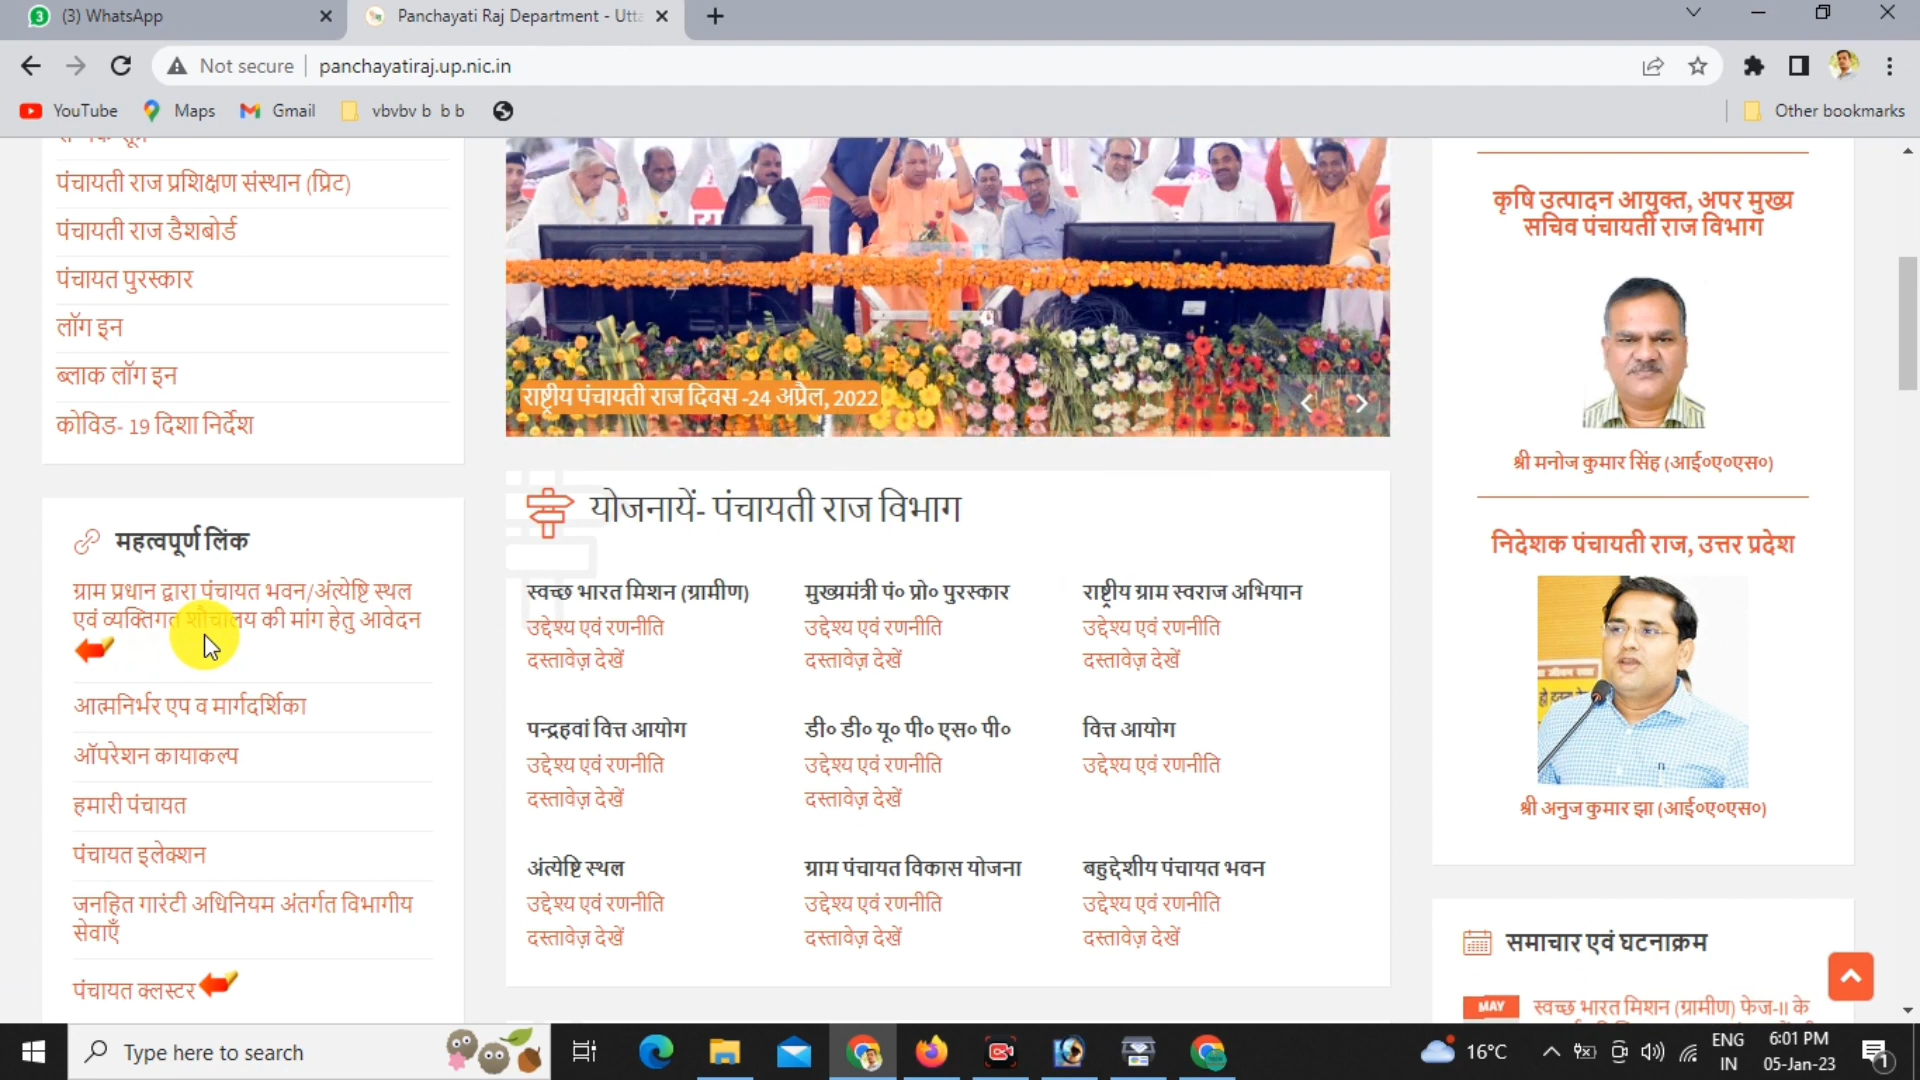 (3) WhatsApp
Panchayati Raj Department - Utta
Not secure
panchayatiraj.up.nic.in
YouTube
Maps
Gmail
vbvbv b b b
Other bookmarks
पंचायती राज प्रशिक्षण संस्थान (प्रिट)
पंचायती राज डैशबोर्ड
पंचायत पुरस्कार
लॉग इन
ब्लाक लॉग इन
कोविड- 19 दिशा निर्देश
महत्वपूर्ण लिंक
ग्राम प्रधान द्वारा पंचायत भवन/अंत्येष्टि स्थल
एवं व्यक्तिगत शौचालय की मांग हेतु आवेदन
आत्मनिर्भर एप व मार्गदर्शिका
ऑपरेशन कायाकल्प
हमारी पंचायत
पंचायत इलेक्शन
जनहित गारंटी अधिनियम अंतर्गत विभागीय
सेवाएँ
पंचायत क्लस्टर
राष्ट्रीय पंचायती राज दिवस -24 अप्रैल, 2022
योजनायें- पंचायती राज विभाग
स्वच्छ भारत मिशन (ग्रामीण)
उद्देश्य एवं रणनीति
दस्तावेज़ देखें
मुख्यमंत्री पं० प्रो० पुरस्कार
उद्देश्य एवं रणनीति
दस्तावेज़ देखें
राष्ट्रीय ग्राम स्वराज अभियान
उद्देश्य एवं रणनीति
दस्तावेज़ देखें
पन्द्रहवां वित्त आयोग
उद्देश्य एवं रणनीति
दस्तावेज़ देखें
डी० डी० यू० पी० एस० पी०
उद्देश्य एवं रणनीति
दस्तावेज़ देखें
वित्त आयोग
उद्देश्य एवं रणनीति
अंत्येष्टि स्थल
उद्देश्य एवं रणनीति
दस्तावेज़ देखें
ग्राम पंचायत विकास योजना
उद्देश्य एवं रणनीति
दस्तावेज़ देखें
बहुद्देशीय पंचायत भवन
उद्देश्य एवं रणनीति
दस्तावेज़ देखें
कृषि उत्पादन आयुक्त, अपर मुख्य
सचिव पंचायती राज विभाग
श्री मनोज कुमार सिंह (आई०ए०एस०)
निदेशक पंचायती राज, उत्तर प्रदेश
श्री अनुज कुमार झा (आई०ए०एस०)
समाचार एवं घटनाक्रम
MAY
स्वच्छ भारत मिशन (ग्रामीण) फेज-II के
Type here to search
16°C
ENG
IN
6:01 PM
05-Jan-23
1